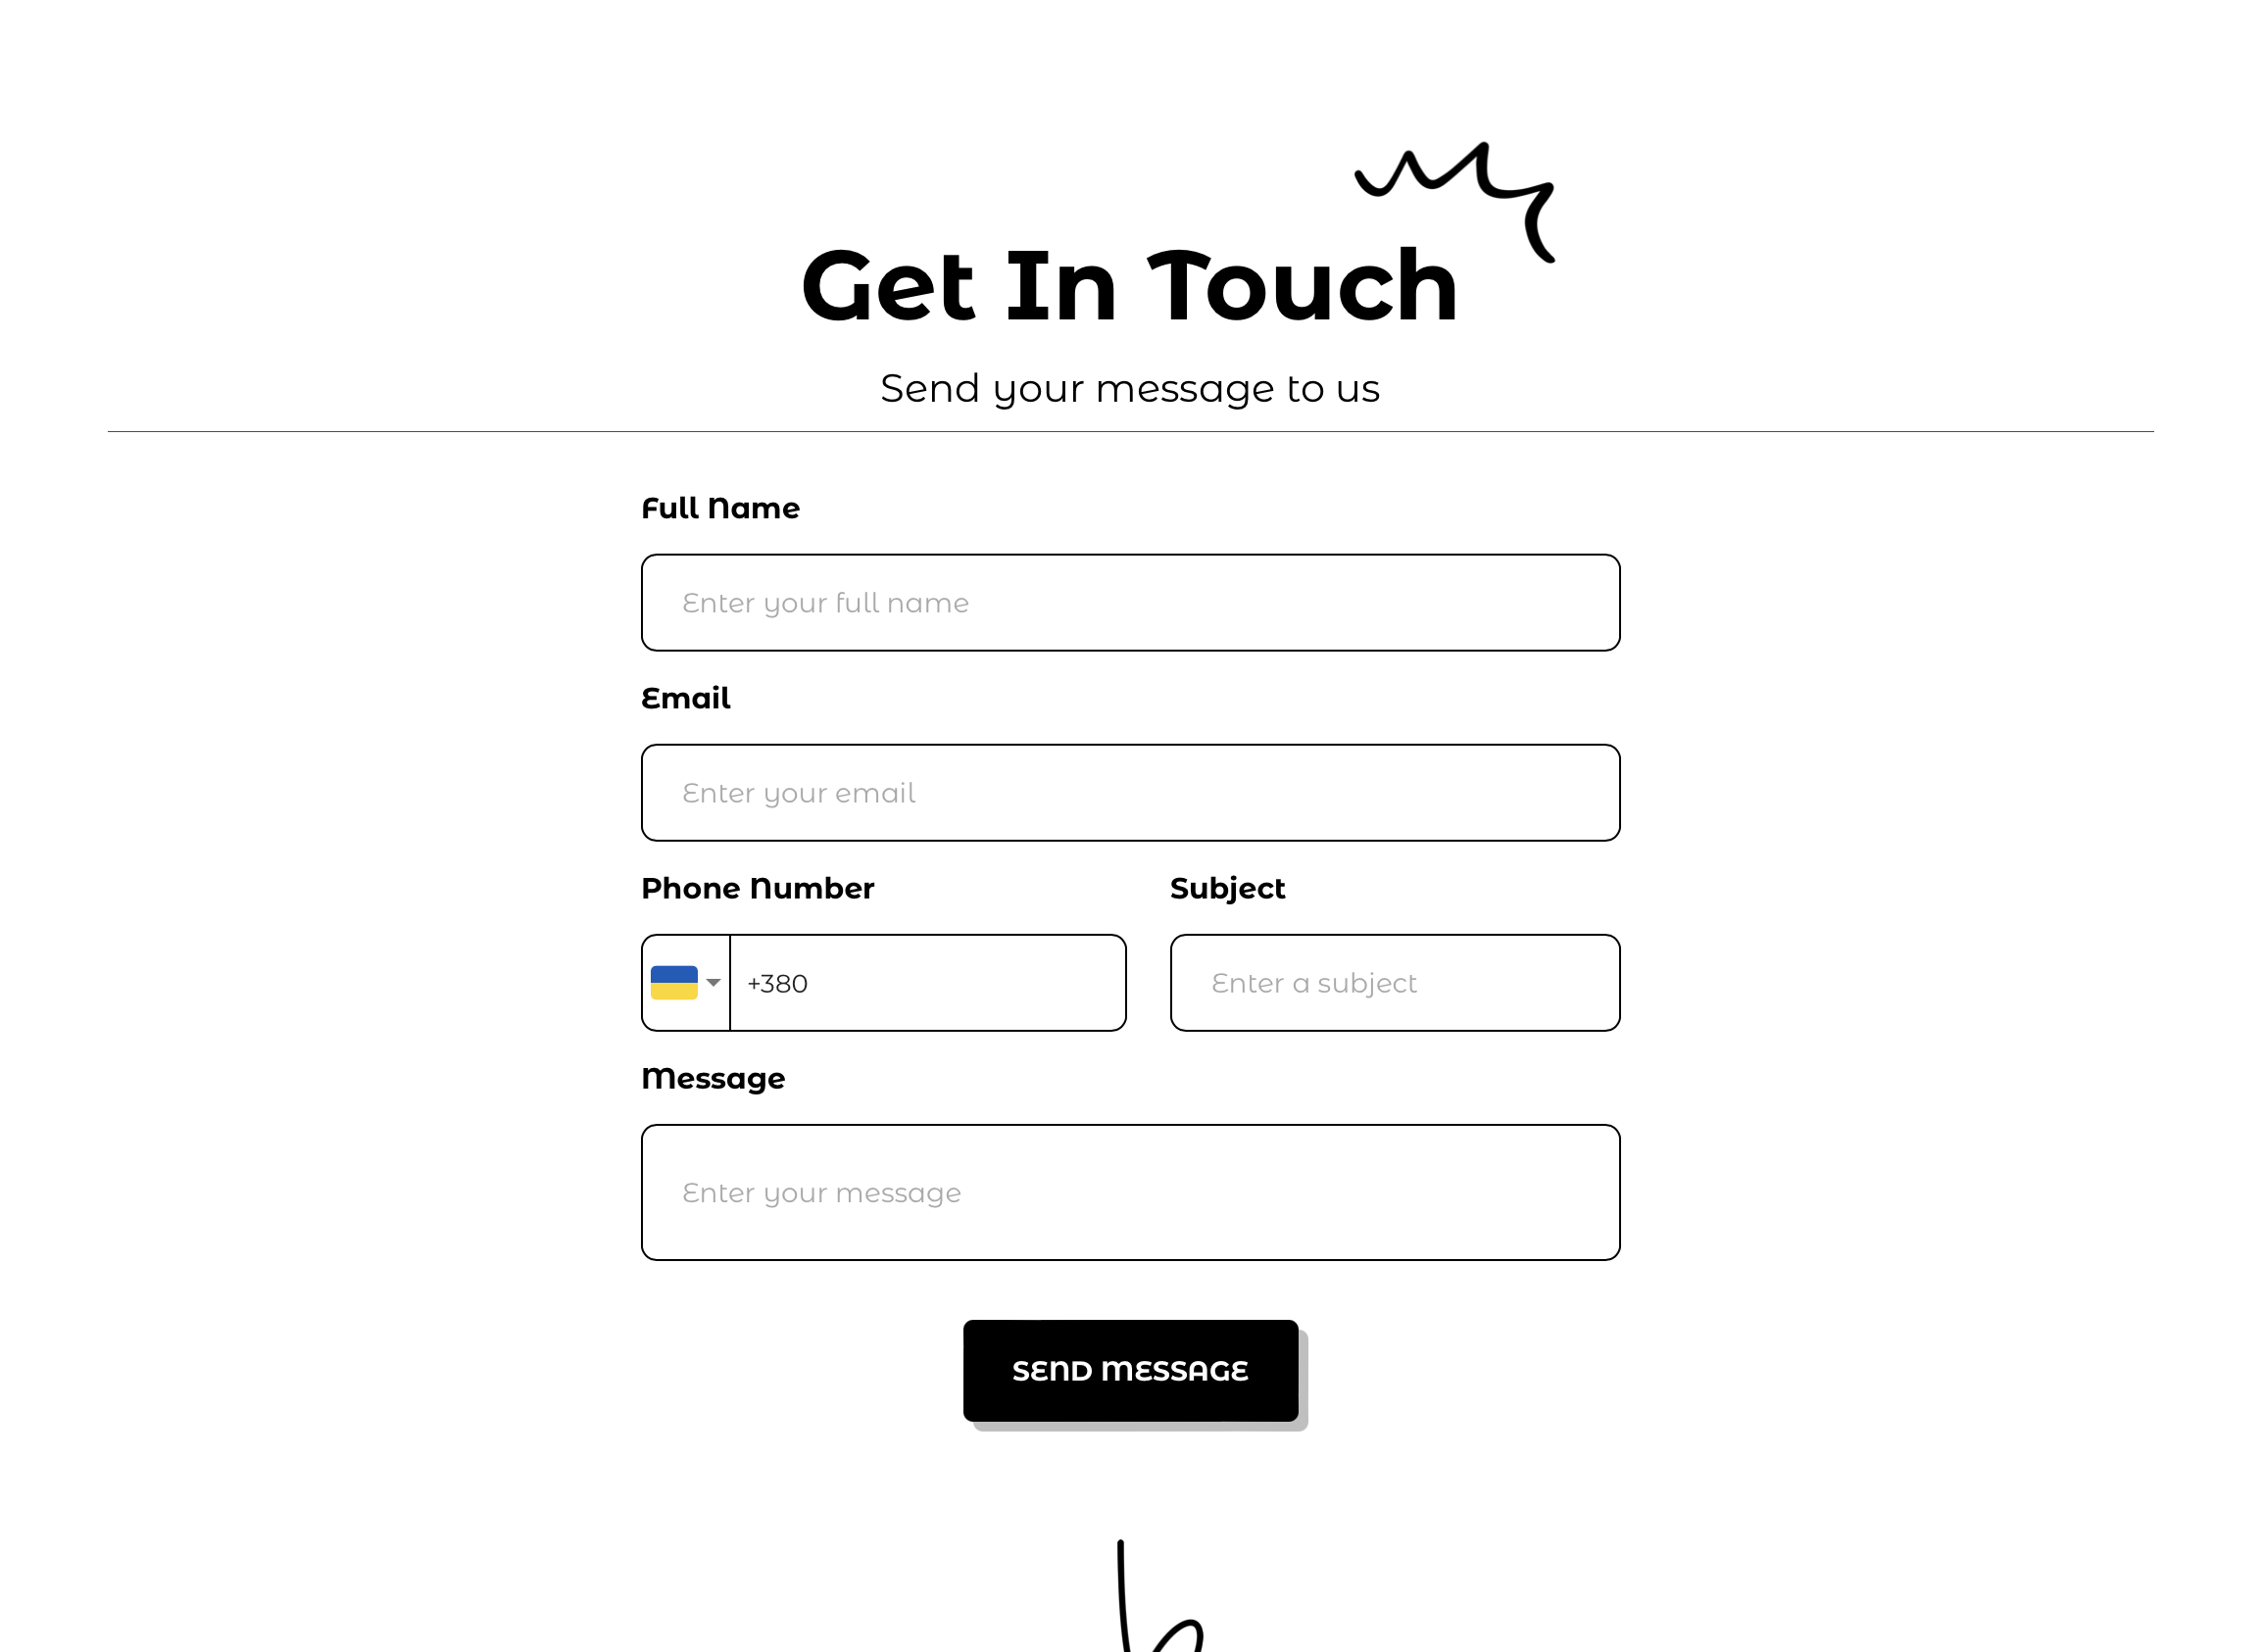 Get In Touch
Send your message to us
Full Name
Enter your full name
Email
Enter your email
Phone Number
Subject
+380
Enter a subject
Message
Enter your message
SEND MESSAGE